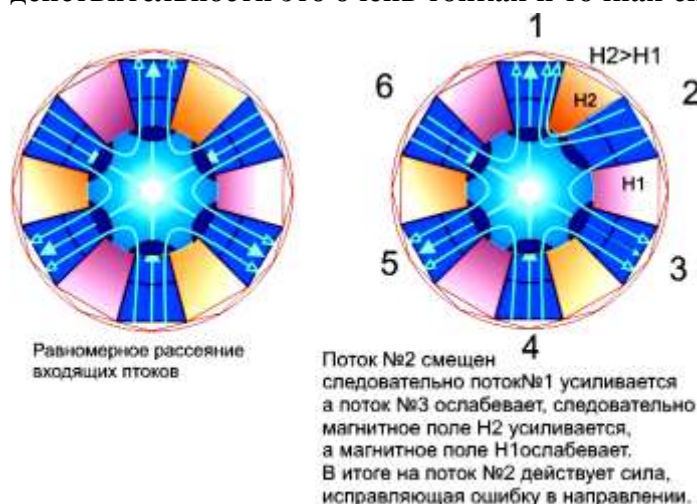 1
H2>H1
6
H2
2
H1
5
3
4
Равномерное рассеяние
входящих птоков
Поток №2 смещен
следовательно поток№1 усиливается
а поток №3 ослабевает, следовательно
магнитное поле H2 усиливается,
а магнитное поле H1ослабевает.
В итоге на поток №2 действует сила,
исправляющая ошибку в направлении.